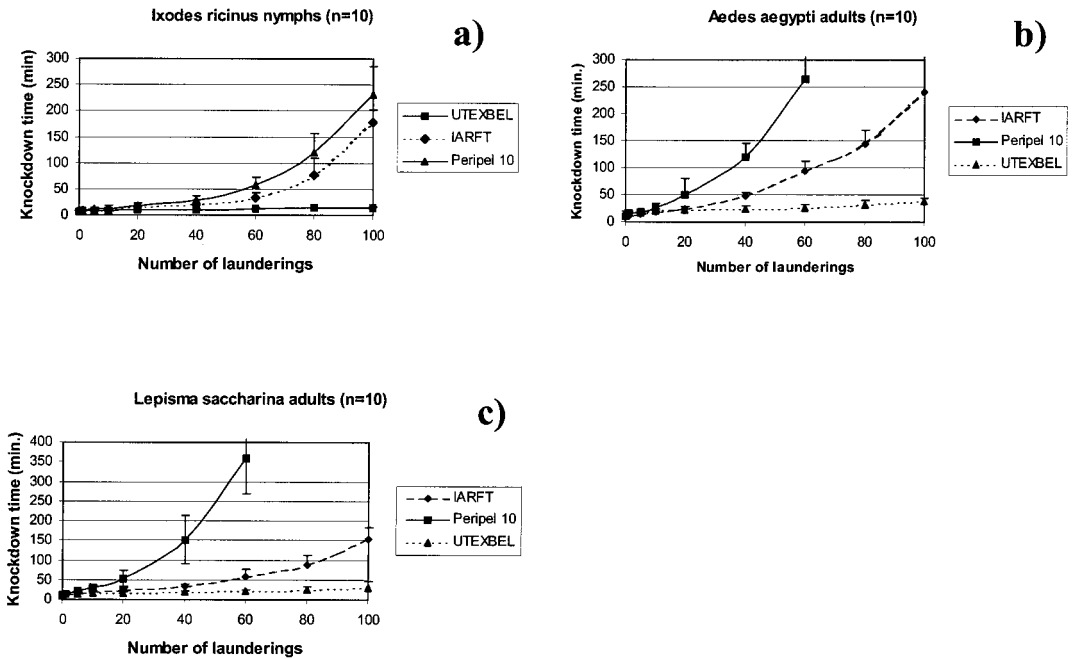 Ixodes ricinus nymphs (n=10)
a)
Knockdown time (min)
300
250
200
150
100
50
0
0 20 40 60 80 100
Number of launderings
UTEXBEL
IARFT
Peripel 10
Aedes aegypti adults (n=10)
b)
Knockdown time (min.)
300
250
200
150
100
50
0
0 20 40 60 80 100
Number of launderings
IARFT
Peripel 10
UTEXBEL
Lepisma saccharina adults (n=10)
c)
Knockdown time (min.)
400
350
300
250
200
150
100
50
0
0 20 40 60 80 100
Number of launderings
IARFT
Peripel 10
UTEXBEL